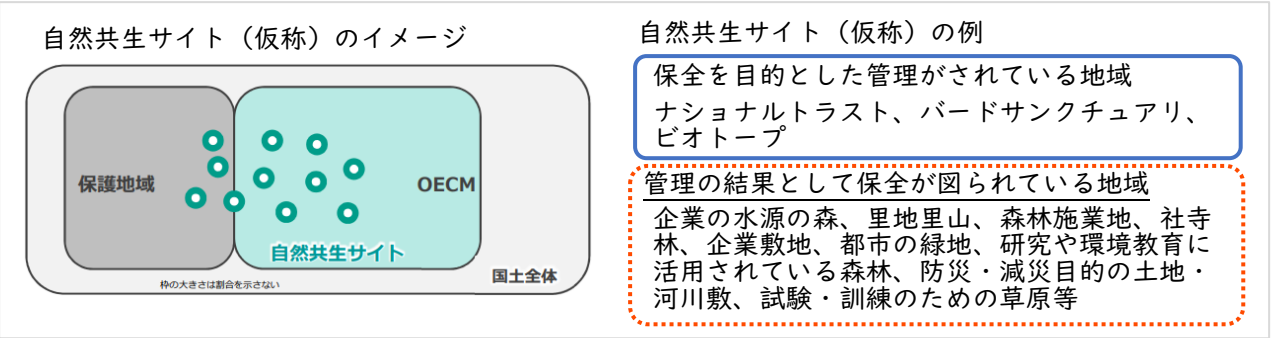 自然共生サイト（仮称）のイメージ
保護地域
OECM
自然共生サイト
国土全体
枠の大きさは割合を示さない
自然共生サイト（仮称）の例
保全を目的とした管理がされている地域
ナショナルトラスト、バードサンクチュアリ、
ビオトープ
管理の結果として保全が図られている地域
企業の水源の森、里地里山、森林施業地、社寺
林、企業敷地、都市の緑地、研究や環境教育に
活用されている森林、防災・減災目的の土地・
河川敷、試験・訓練のための草原等